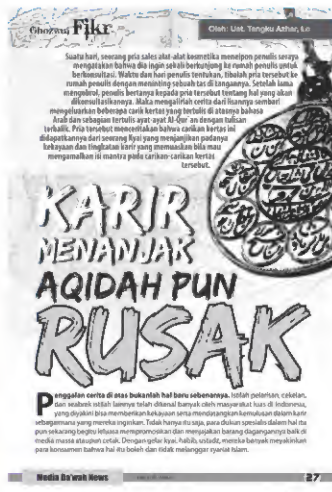 Ghozwul Fikr
Oleh: Ust. Tengku Azhar, Lc
Suatu hari, seorang pria sales alat-alat kosmetika menelpon penulis seraya
mengatakan bahwa dia ingin sekali berkunjung ke rumah penulis untuk
berkonsultasi. Waktu dan hari penulis tentukan, tibalah pria tersebut ke
rumah penulis dengan meninting sebuah tas di tangannya. Setelah lama
mengobrol, penulis bertanya kepada pria tersebut tentang hal yang akan
dikonsultasikannya. Maka mengalirlah cerita dari lisannya sembari
mengeluarkan beberapa carik kertas yang tertulis di atasnya bahasa
Arab dan sebagian tertulis ayat-ayat Al-Qur'an dengan tulisan
terbalik. Pria tersebut menceritakan bahwa carikan kertas ini
didapatkannya dari seorang Kyai yang menjanjikan padanya
kekayaan dan tingkatan karir yang memuaskan bila mau
mengamalkan isi mantra pada carikan-carikan kertas
tersebut.
KARIR
MENANJAK
AQIDAH PUN
RUSAK
Penggalan cerita di atas bukanlah hal baru sebenarnya. Istilah pelarisan, cekelan,
dan seabrek istilah lainnya telah dikenal banyak oleh masyarakat luas di Indonesia,
yang diyakini bisa memberikan kekayaan serta mendatangkan kemulusan dalam karir
sebagaimana yang mereka inginkan. Tidak hanya itu saja, para dukun spesialis dalam hal itu
pun sekarang begitu leluasa mempromosikan dan menjajakan barang dagangannya baik di
media massa ataupun cetak. Dengan gelar kyai, habib, ustadz, mereka banyak meyakinkan
para konsumen bahwa hal itu boleh dan tidak melanggar syariat Islam.
Media Da'wah News
27